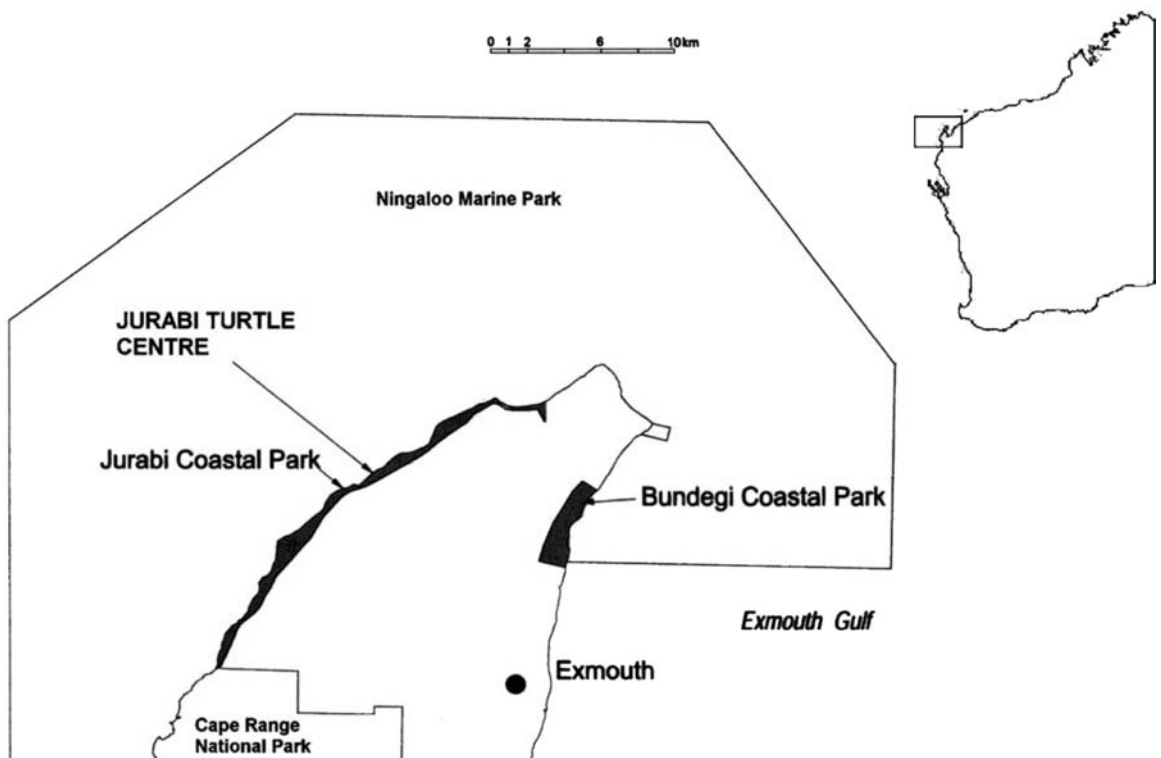 0 1 2 6 10km
Ningaloo Marine Park
JURABI TURTLE
CENTRE
Jurabi Coastal Park
Bundegi Coastal Park
Exmouth Gulf
Exmouth
Cape Range
National Park